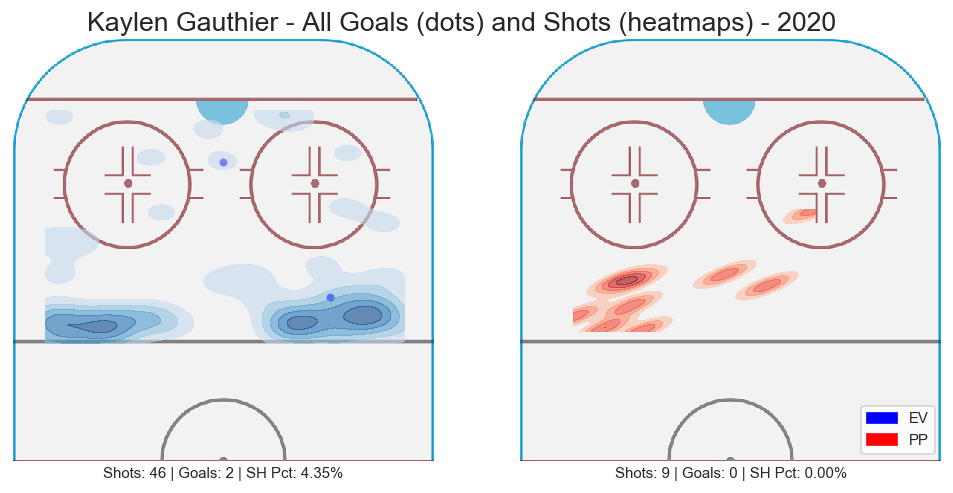 Kaylen Gauthier - All Goals (dots) and Shots (heatmaps) - 2020
EV
PP
Shots: 46 | Goals: 2 | SH Pct: 4.35%
Shots: 9 | Goals: 0 | SH Pct: 0.00%